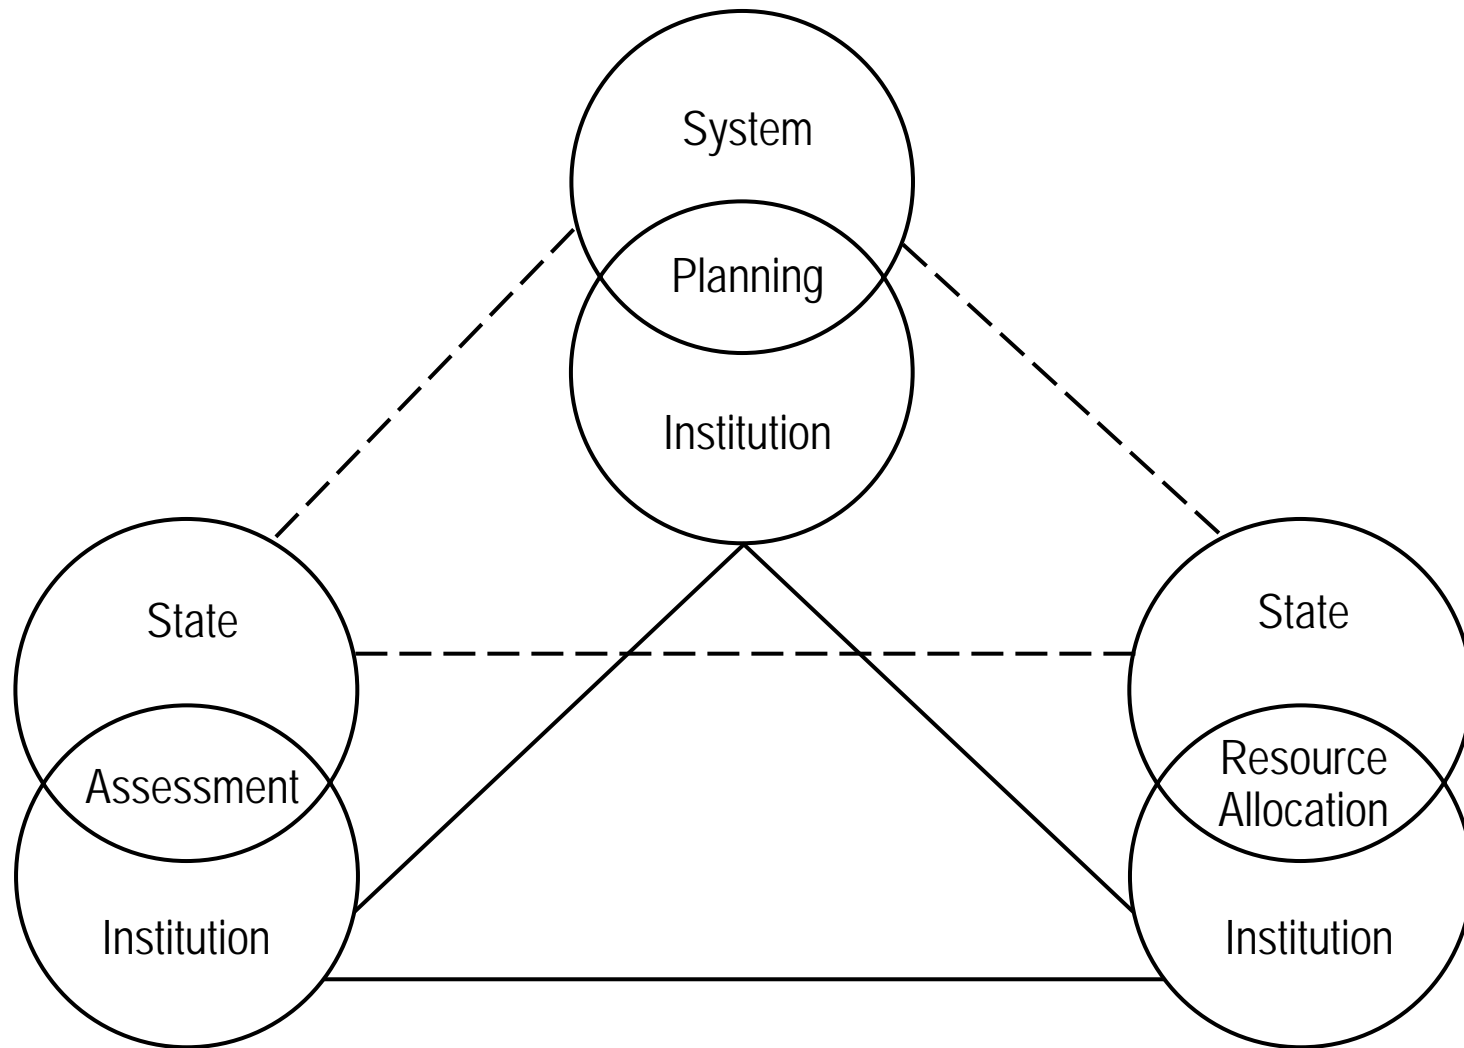 System
Planning
Institution
State
Assessment
Institution
State
Resource
Allocation
Institution